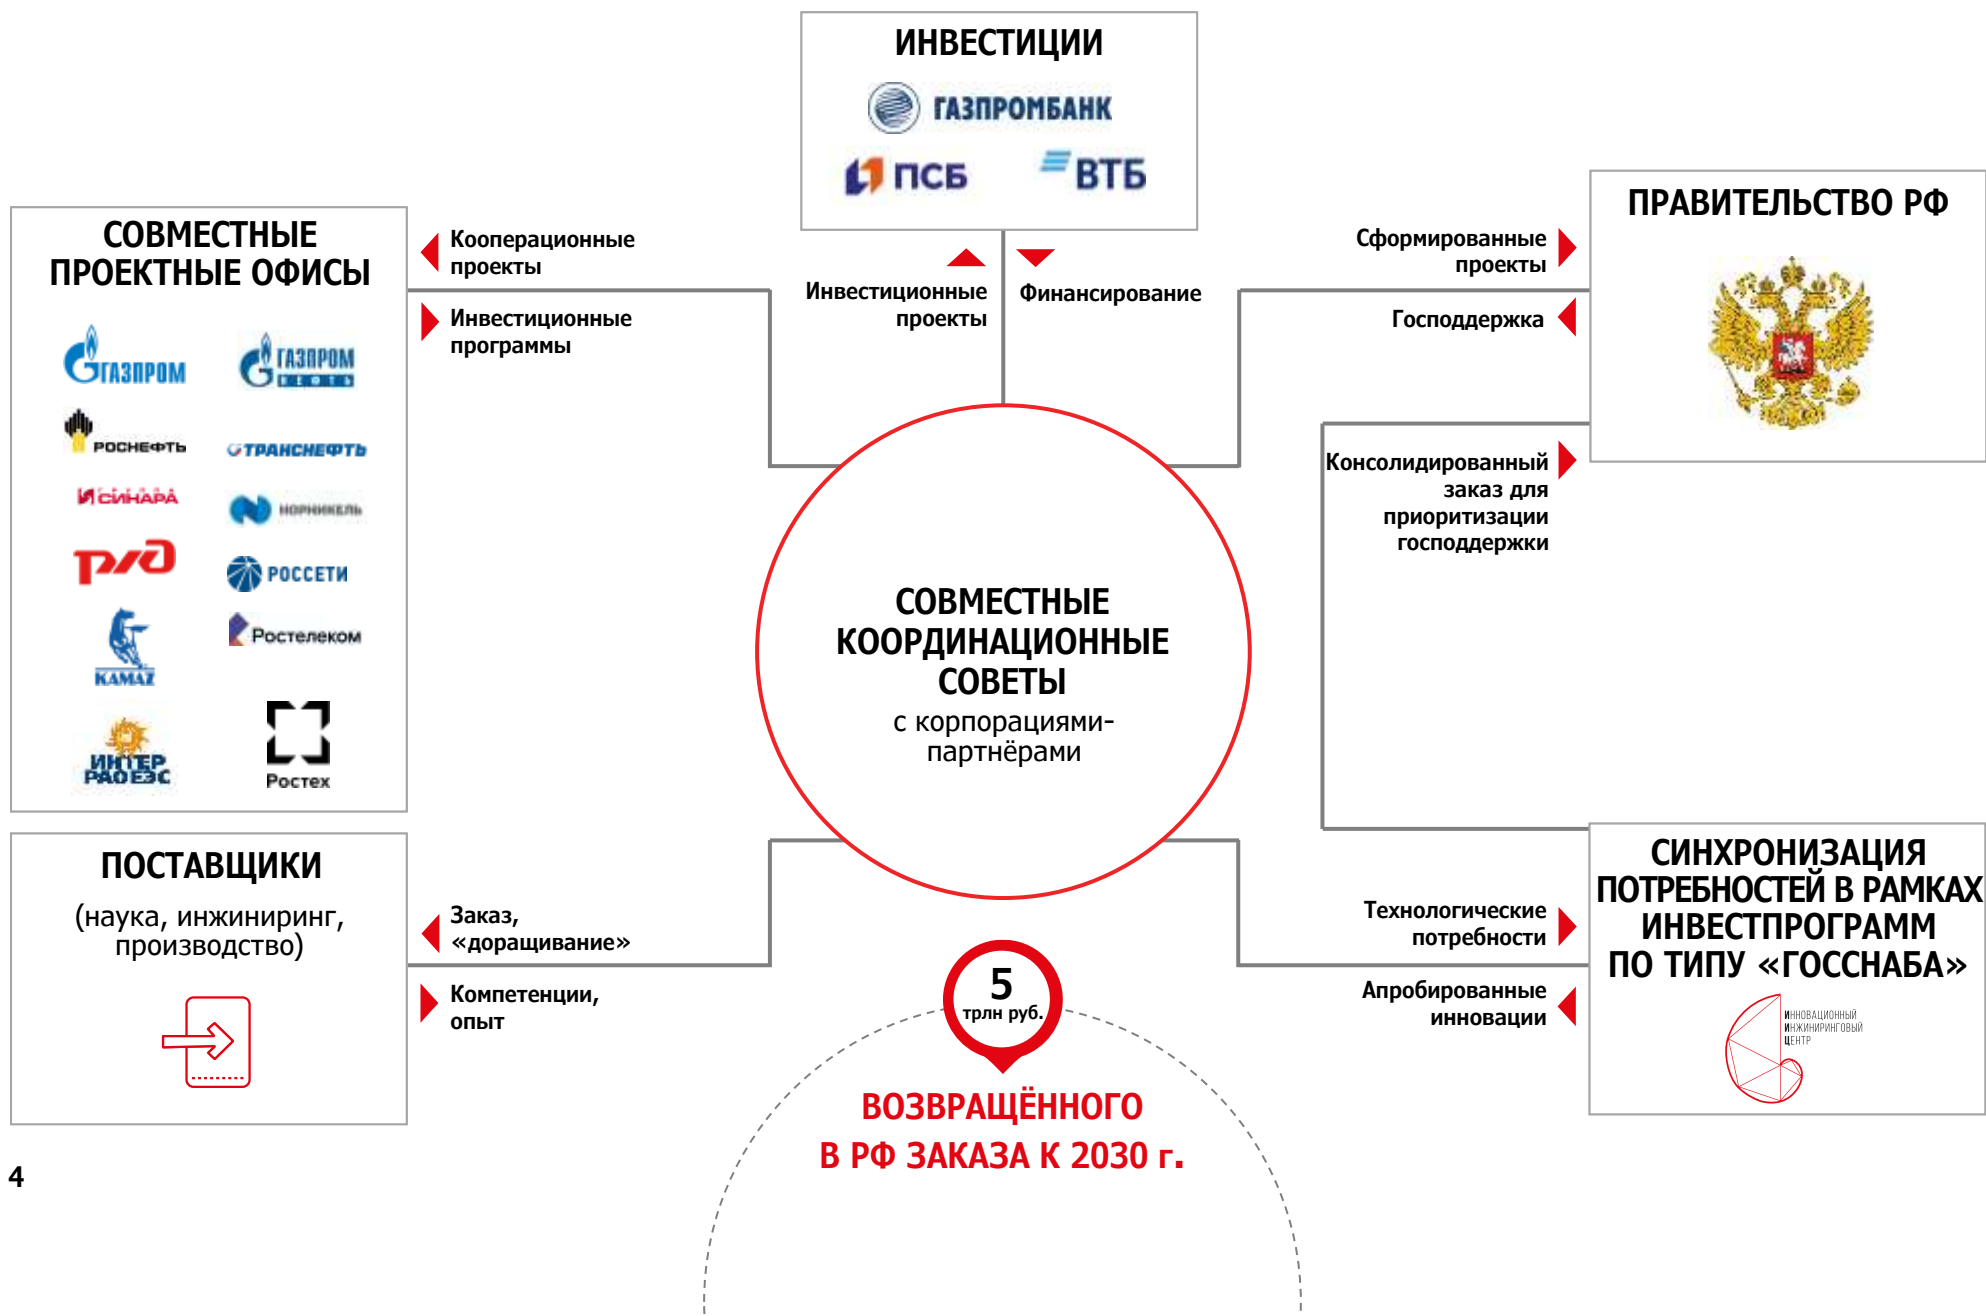 ИНВЕСТИЦИИ
ГАЗПРОМБАНК
ПСБ
ВТБ
СОВМЕСТНЫЕ
ПРОЕКТНЫЕ ОФИСЫ
ГАЗПРОМ
ГАЗПРОМ
НЕФТЬ
РОСНЕФТЬ
ТРАНСНЕФТЬ
СИНАРА
НОРНИКЕЛЬ
РЖД
РОССЕТИ
KAMAZ
Ростелеком
ИНТЕР
РАО ЕЭС
Ростех
Кооперационные
проекты
Инвестиционные
программы
Инвестиционные
проекты
Финансирование
Сформированные
проекты
Господдержка
ПРАВИТЕЛЬСТВО РФ
Консолидированный
заказ для
приоритизации
господдержки
СОВМЕСТНЫЕ
КООРДИНАЦИОННЫЕ
СОВЕТЫ
с корпорациями-
партнёрами
ПОСТАВЩИКИ
(наука, инжиниринг,
производство)
Заказ,
«доращивание»
Компетенции,
опыт
Технологические
потребности
Апробированные
инновации
СИНХРОНИЗАЦИЯ
ПОТРЕБНОСТЕЙ В РАМКАХ
ИНВЕСТПРОГРАММ
ПО ТИПУ «ГОССНАБА»
ИННОВАЦИОННЫЙ
ИНЖИНИРИНГОВЫЙ
ЦЕНТР
5
трлн руб.
ВОЗВРАЩЁННОГО
В РФ ЗАКАЗА К 2030 г.
4